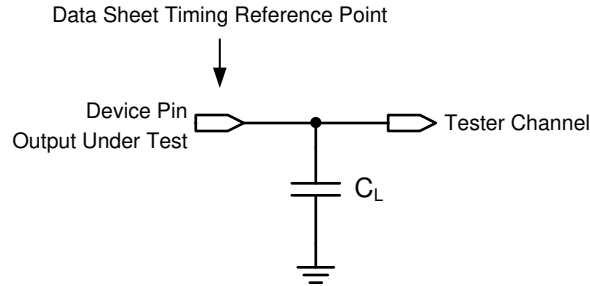 Data Sheet Timing Reference Point
Device Pin
Output Under Test
Tester Channel
CL